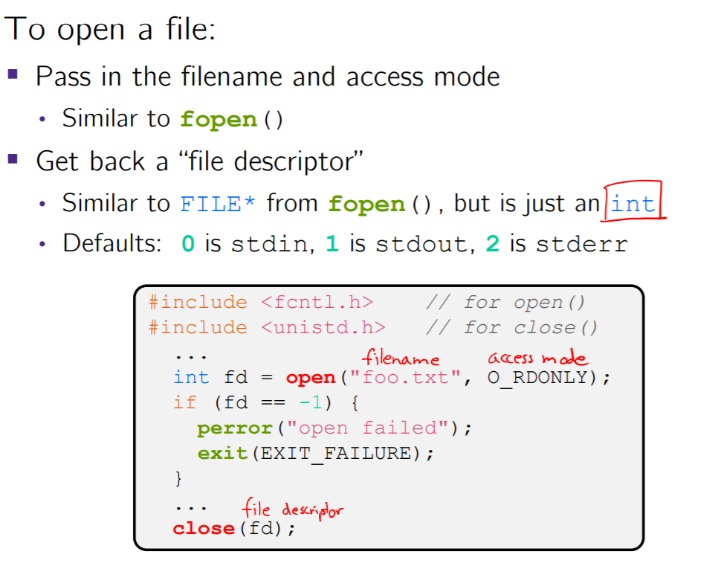 To open a file:
▪ Pass in the filename and access mode
• Similar to fopen()
▪ Get back a “file descriptor”
• Similar to FILE* from fopen(), but is just an int
• Defaults: 0 is stdin, 1 is stdout, 2 is stderr
#include <fcntl.h> // for open()
#include <unistd.h> // for close()
...
filename access mode
int fd = open("foo.txt", O_RDONLY);
if (fd == -1) {
perror("open failed");
exit(EXIT_FAILURE);
}
... file descriptor
close(fd);